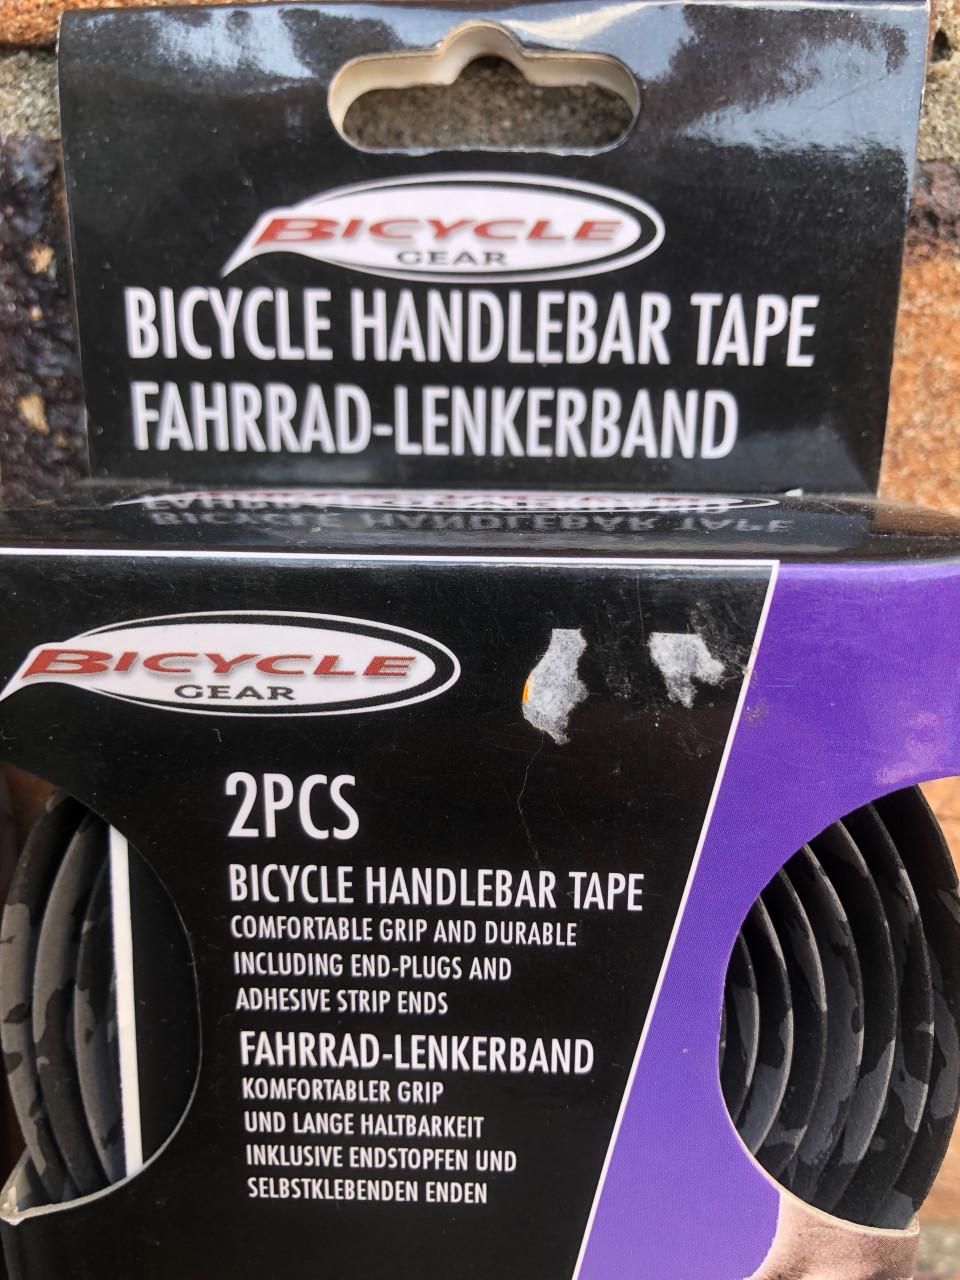 BICYCLE
GEAR
BICYCLE HANDLEBAR TAPE
FAHRRAD-LENKERBAND
BICYCLE
GEAR
2PCS
BICYCLE HANDLEBAR TAPE
COMFORTABLE GRIP AND DURABLE
INCLUDING END-PLUGS AND
ADHESIVE STRIP ENDS
FAHRRAD-LENKERBAND
KOMFORTABLER GRIP
UND LANGE HALTBARKEIT
INKLUSIVE ENDSTOPFEN UND
SELBSTKLEBENDEN ENDEN